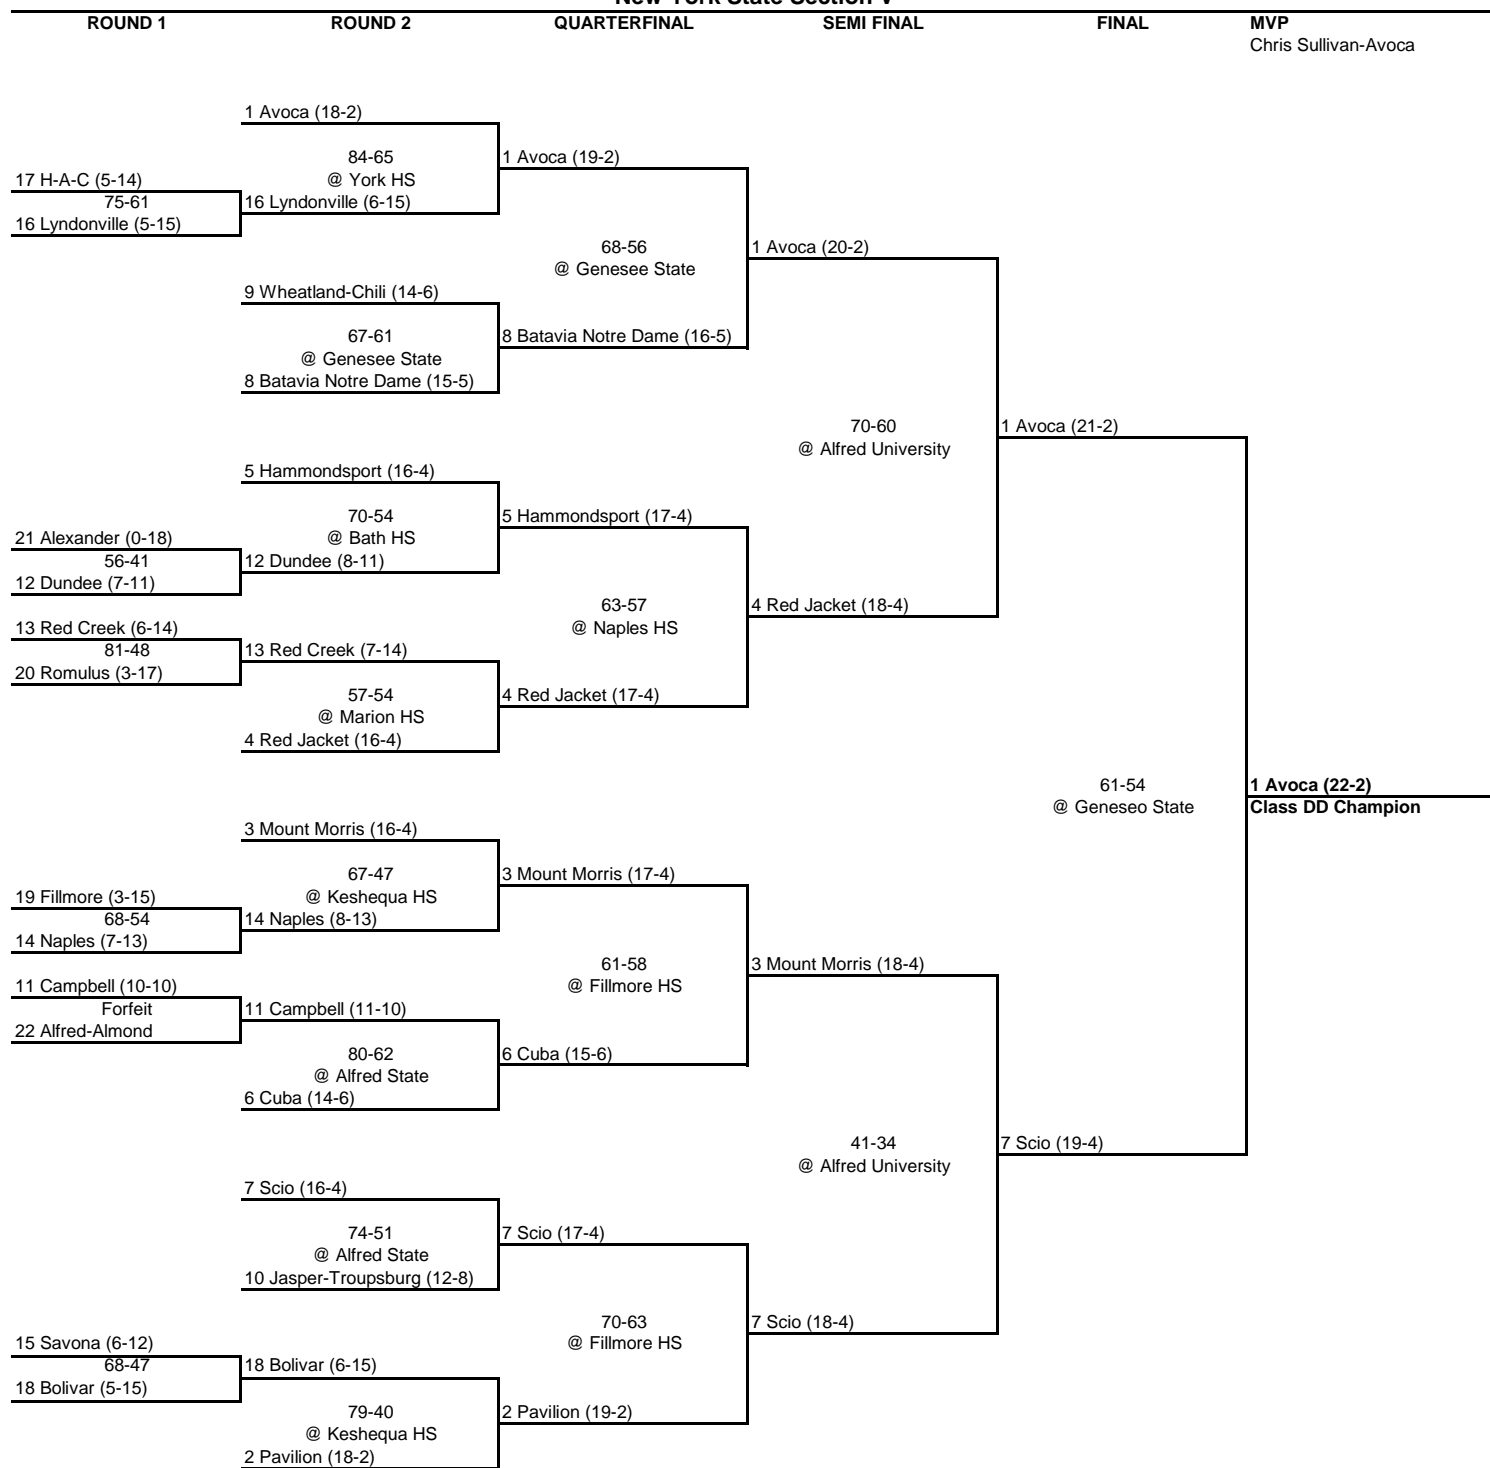 New York State Section V
ROUND 1 ROUND 2 QUARTERFINAL SEMI FINAL FINAL MVP
Chris Sullivan-Avoca
1 Avoca (18-2)
84-65
1 Avoca (19-2)
17 H-A-C (5-14)
@ York HS
75-61
16 Lyndonville (6-15)
16 Lyndonville (5-15)
68-56
1 Avoca (20-2)
@ Genesee State
9 Wheatland-Chili (14-6)
67-61
8 Batavia Notre Dame (16-5)
@ Genesee State
8 Batavia Notre Dame (15-5)
70-60
1 Avoca (21-2)
@ Alfred University
5 Hammondsport (16-4)
70-54
5 Hammondsport (17-4)
21 Alexander (0-18)
@ Bath HS
56-41
12 Dundee (8-11)
12 Dundee (7-11)
63-57
4 Red Jacket (18-4)
13 Red Creek (6-14)
@ Naples HS
81-48
13 Red Creek (7-14)
20 Romulus (3-17)
57-54
4 Red Jacket (17-4)
@ Marion HS
4 Red Jacket (16-4)
61-54
1 Avoca (22-2)
@ Geneseo State
Class DD Champion
3 Mount Morris (16-4)
67-47
3 Mount Morris (17-4)
19 Fillmore (3-15)
@ Keshequa HS
68-54
14 Naples (8-13)
14 Naples (7-13)
61-58
3 Mount Morris (18-4)
11 Campbell (10-10)
@ Fillmore HS
Forfeit
11 Campbell (11-10)
22 Alfred-Almond
80-62
6 Cuba (15-6)
@ Alfred State
6 Cuba (14-6)
41-34
7 Scio (19-4)
@ Alfred University
7 Scio (16-4)
74-51
7 Scio (17-4)
@ Alfred State
10 Jasper-Troupsburg (12-8)
70-63
7 Scio (18-4)
15 Savona (6-12)
@ Fillmore HS
68-47
18 Bolivar (6-15)
18 Bolivar (5-15)
79-40
2 Pavilion (19-2)
@ Keshequa HS
2 Pavilion (18-2)